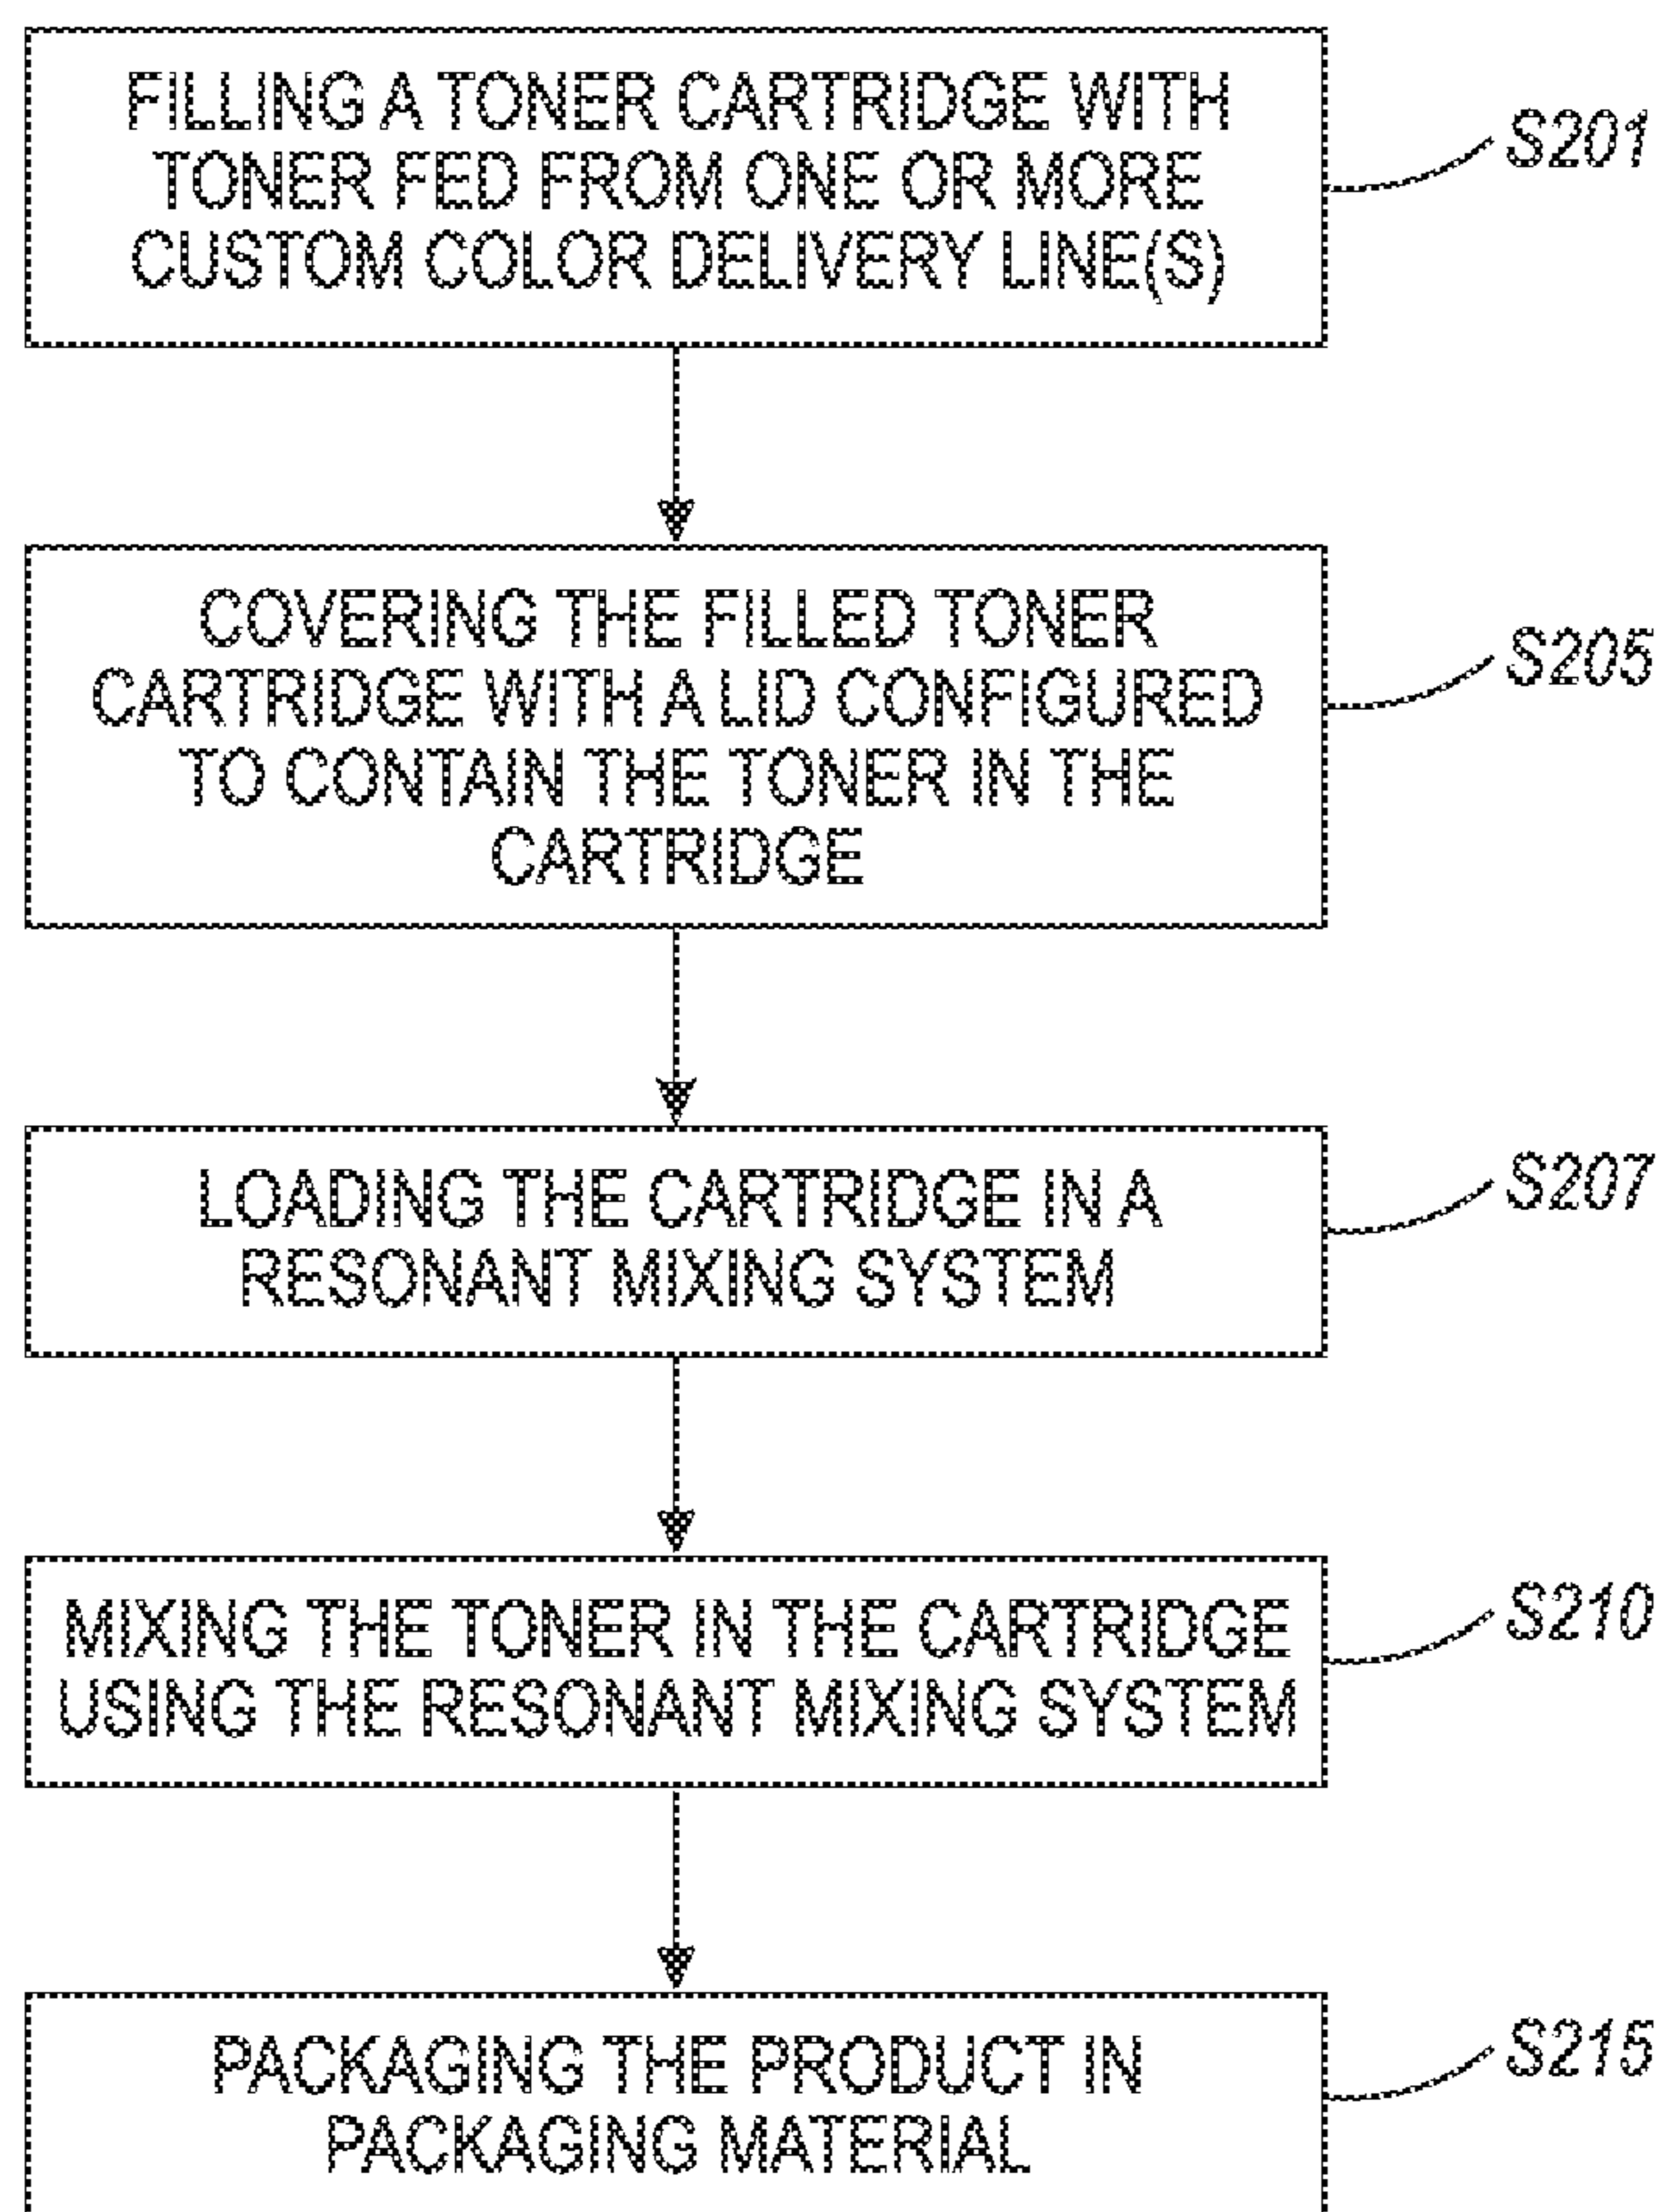 FILLING A TONER CARTRIDGE WITH
TONER FED FROM ONE OR MORE
CUSTOM COLOR DELIVERY LINE(S)
S201
COVERING THE FILLED TONER
CARTRIDGE WITH A LID CONFIGURED
TO CONTAIN THE TONER IN THE
CARTRIDGE
S205
LOADING THE CARTRIDGE IN A
RESONANT MIXING SYSTEM
S207
MIXING THE TONER IN THE CARTRIDGE
USING THE RESONANT MIXING SYSTEM
S210
PACKAGING THE PRODUCT IN
PACKAGING MATERIAL
S215